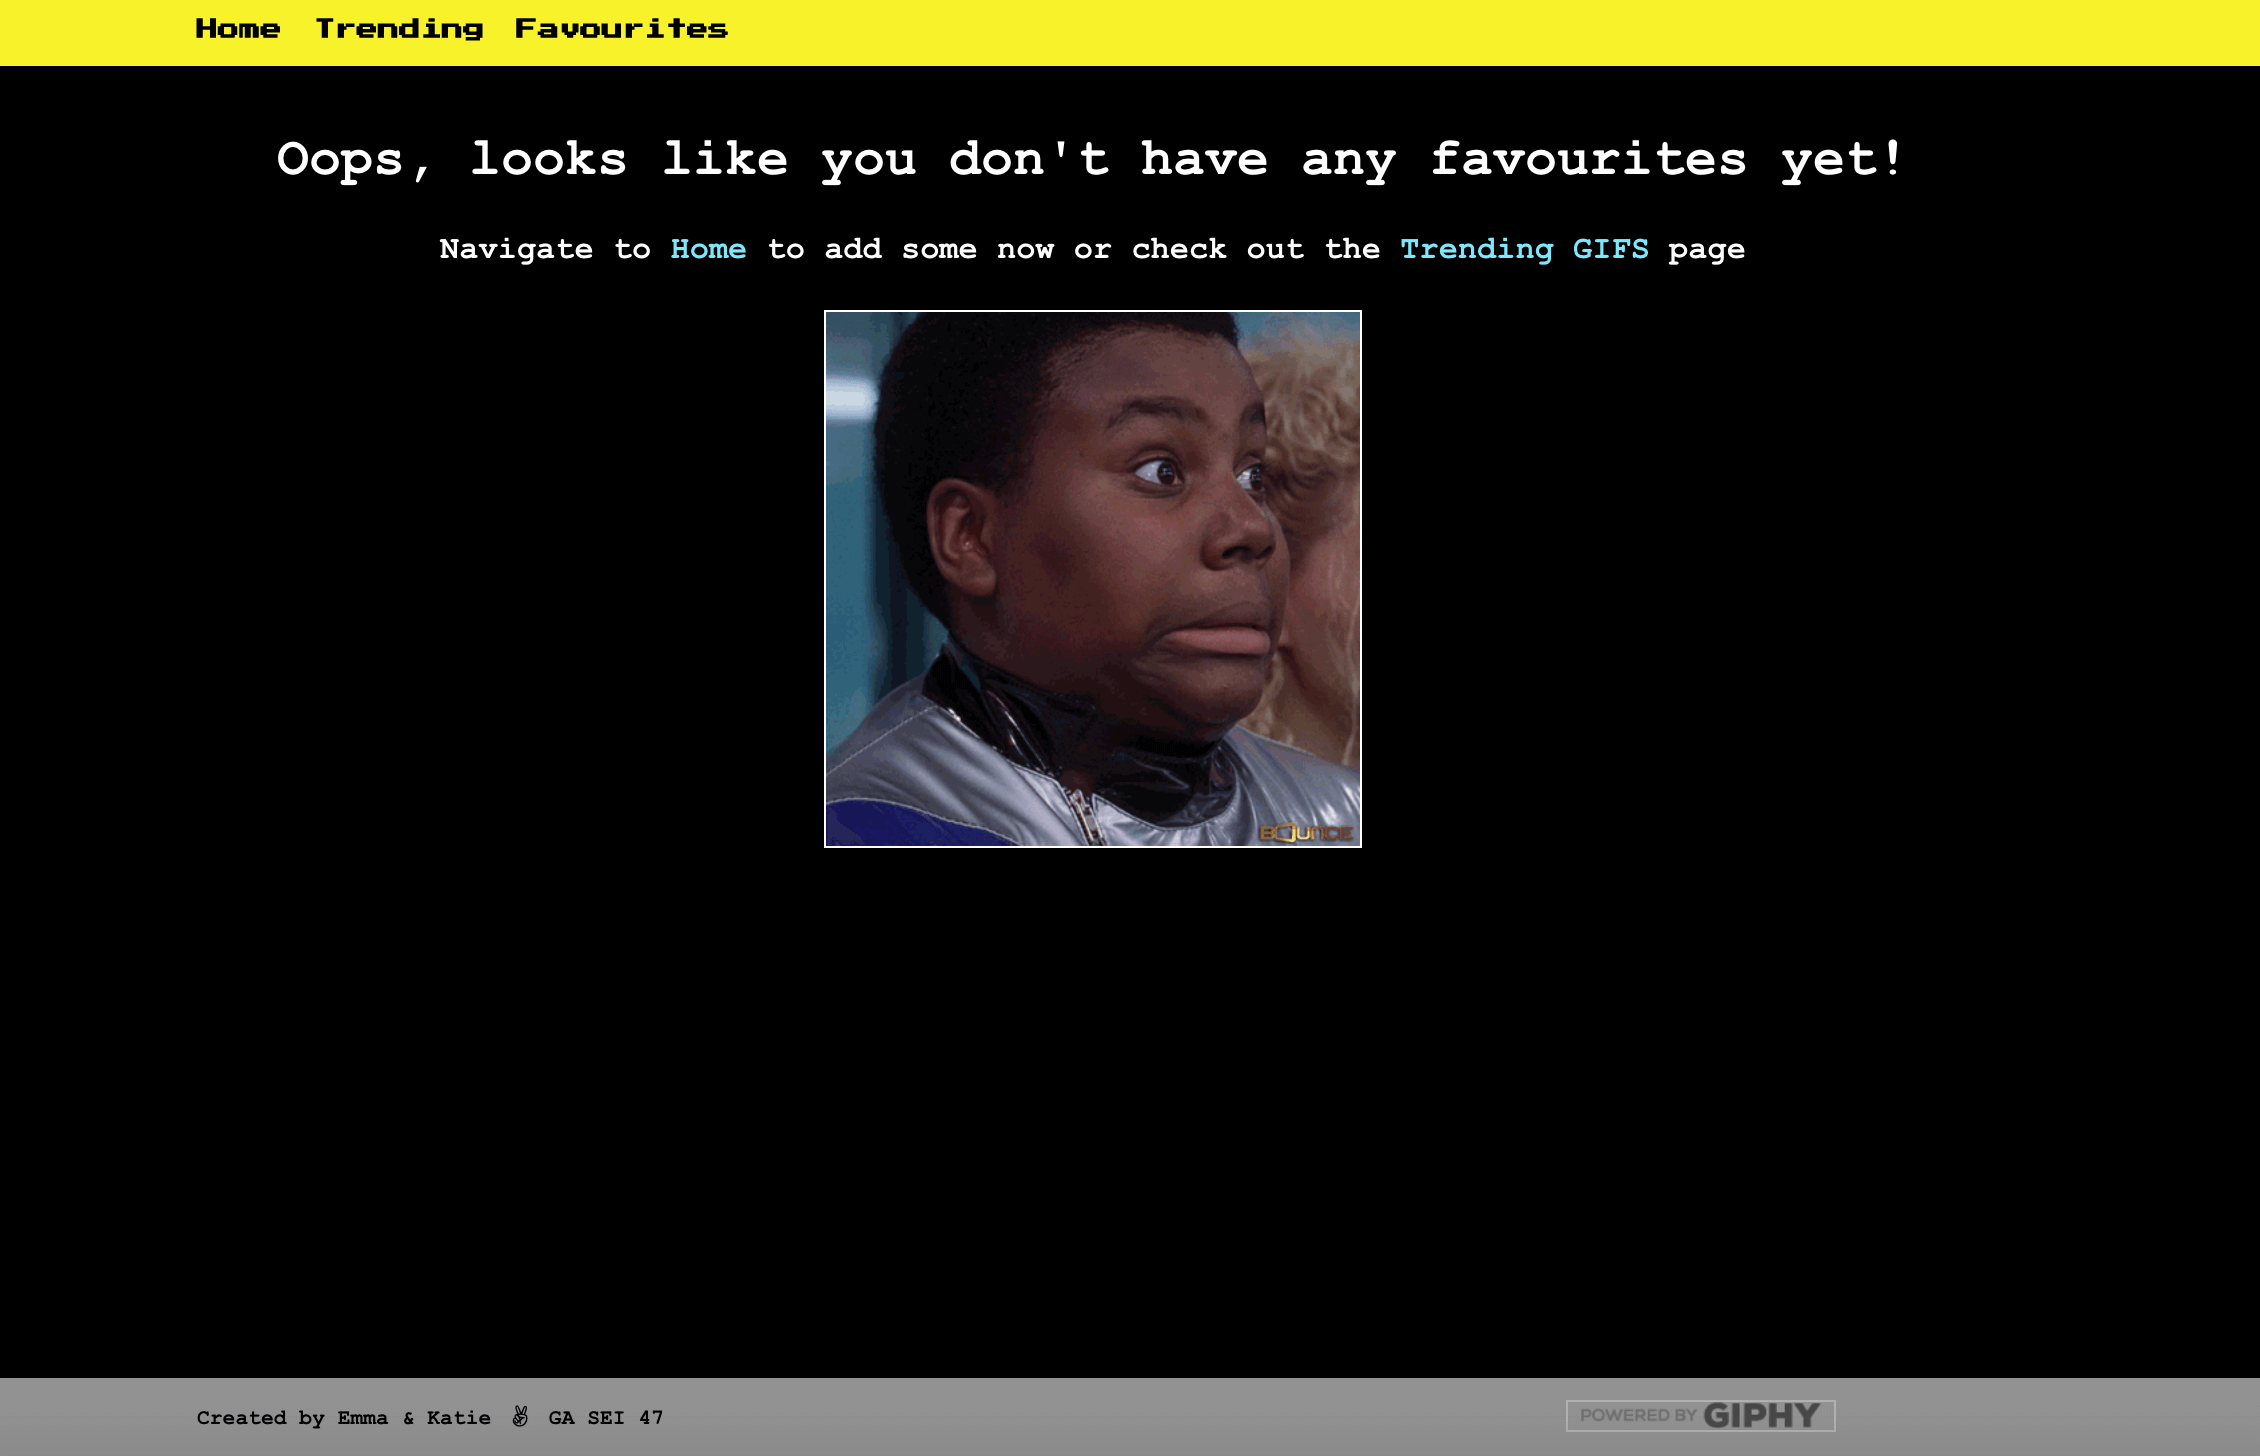 Home Trending Favourites
Oops, looks like you don't have any favourites yet!
Navigate to Home to add some now or check out the Trending GIFS page
BOUNCE
Created by Emma & Katie ✌ GA SEI 47
POWERED BY GIPHY